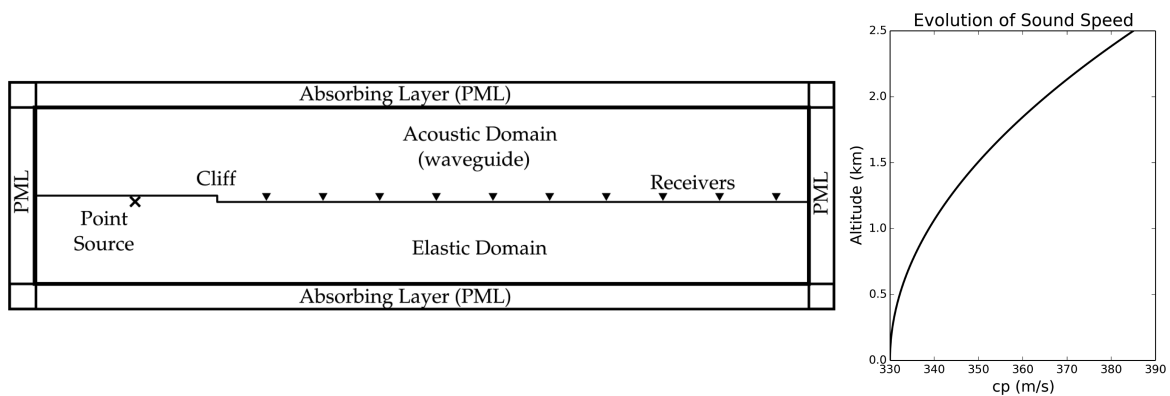 Absorbing Layer (PML)
Acoustic Domain
(waveguide)
Cliff
Receivers
PML
PML
Point
Source
Elastic Domain
Absorbing Layer (PML)
Evolution of Sound Speed
Altitude (km)
2.5
2.0
1.5
1.0
0.5
0.0
330 340 350 360 370 380 390
cp (m/s)